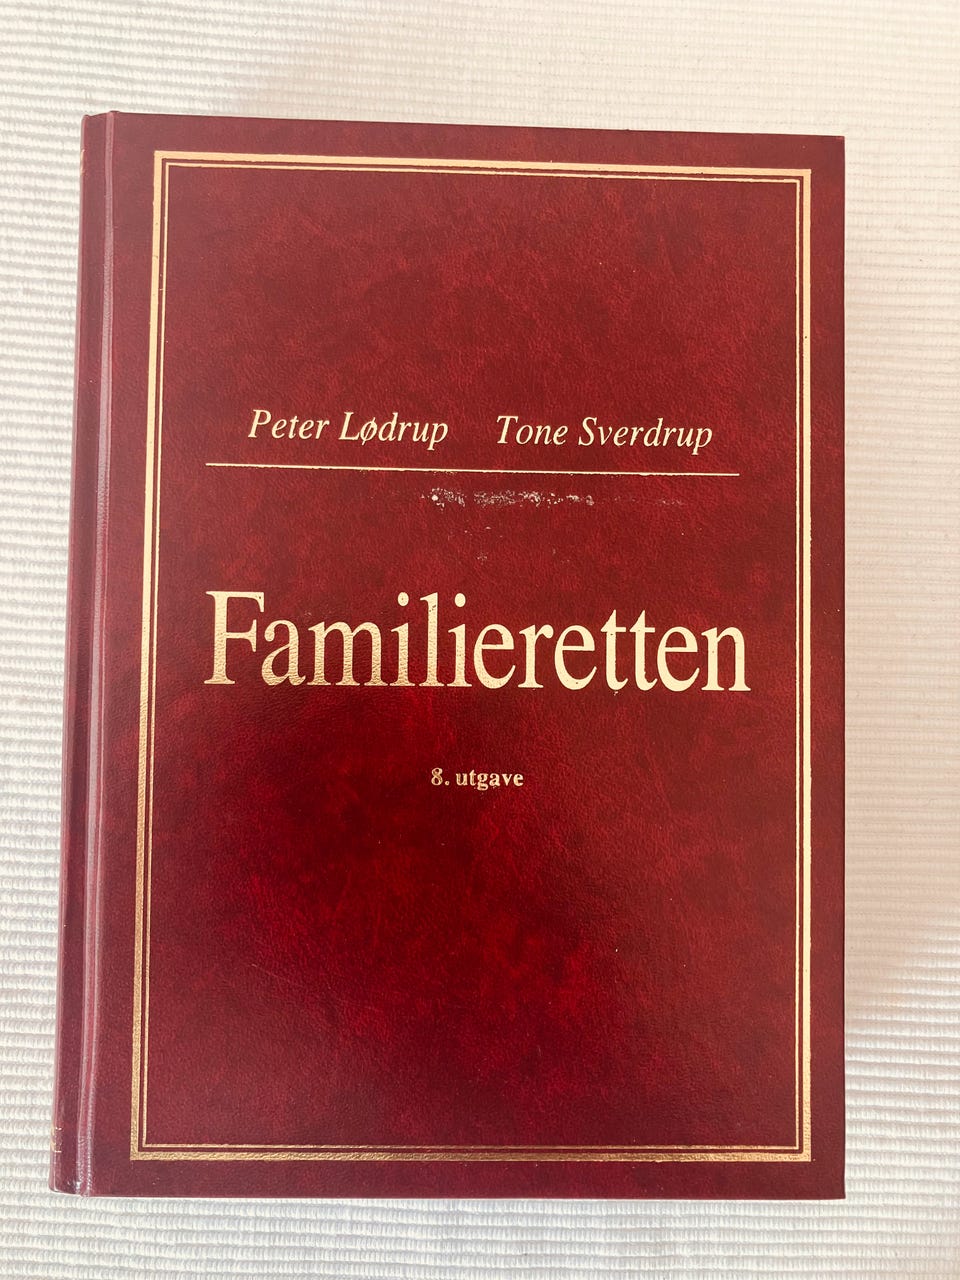 Peter Lødrup Tone Sverdrup
Familieretten
8. utgave